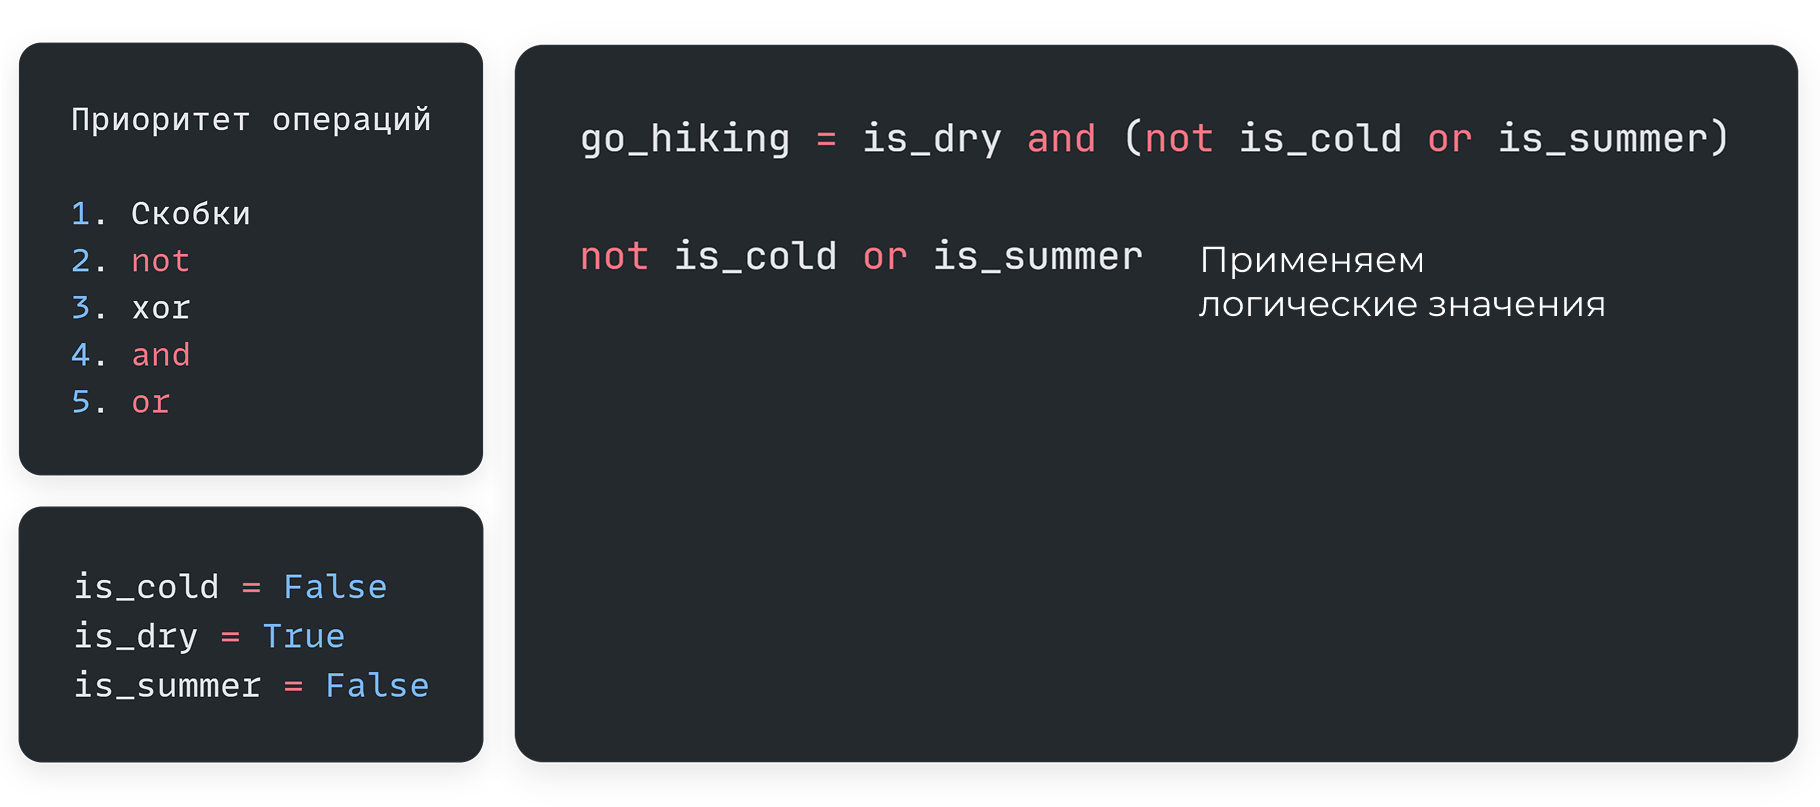 Приоритет операций
1. Скобки
2. not
3. xor
4. and
5. or
is_cold = False
is_dry = True
is_summer = False
go_hiking = is_dry and (not is_cold or is_summer)
not is_cold or is_summer
Применяем
логические значения